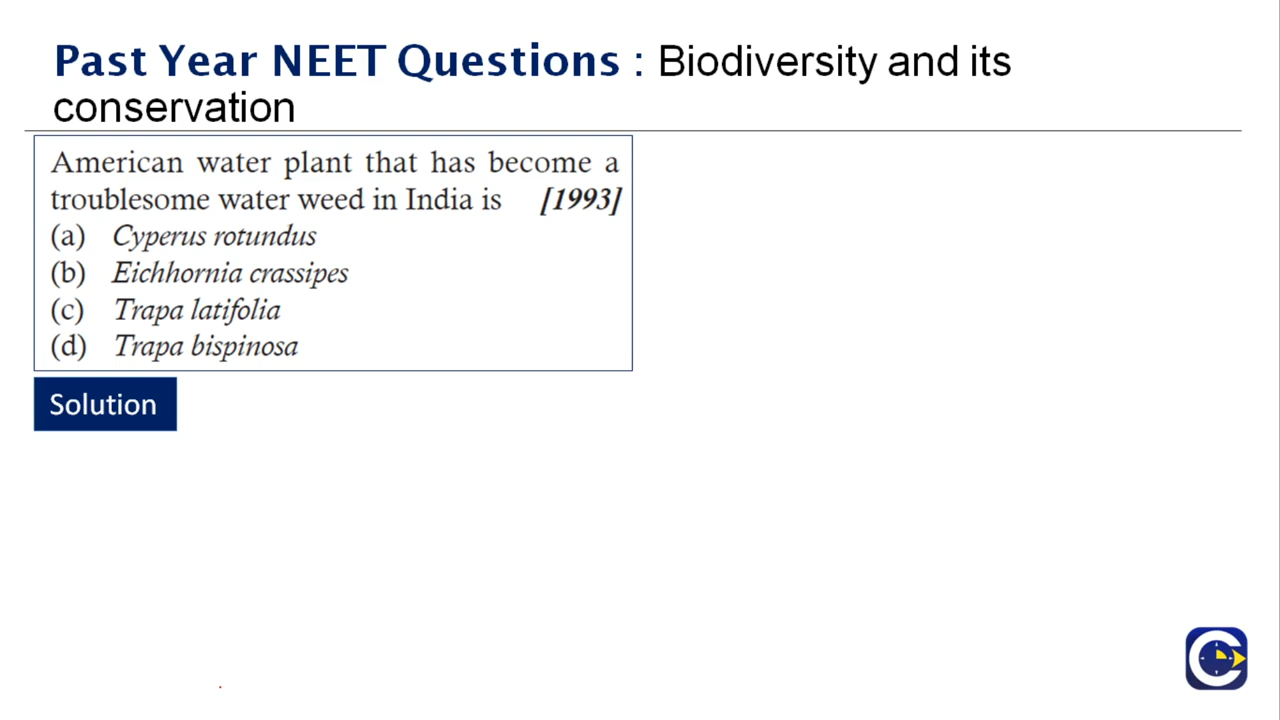 Past Year NEET Questions : Biodiversity and its
conservation
American water plant that has become a
troublesome water weed in India is [1993]
(a) Cyperus rotundus
(b) Eichhornia crassipes
(c) Trapa latifolia
(d) Trapa bispinosa
Solution